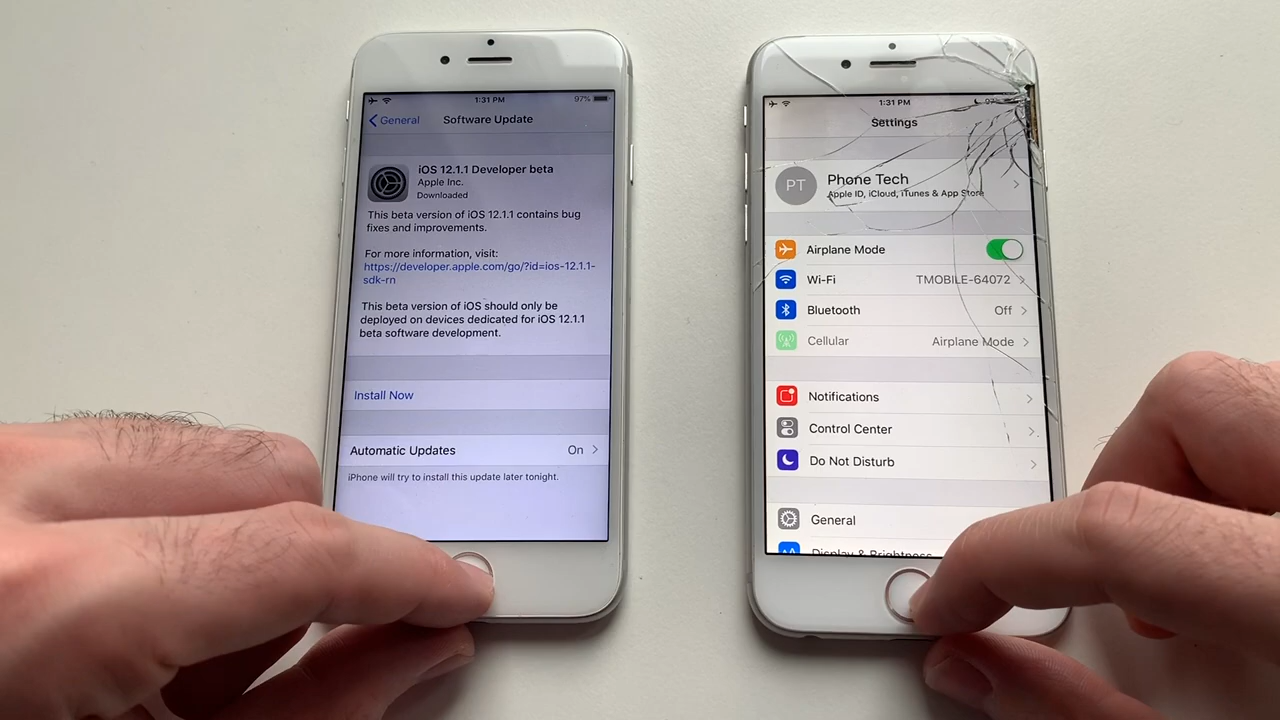 1:31 PM
97%
General
Software Update
iOS 12.1.1 Developer beta
Apple Inc.
Downloaded
This beta version of iOS 12.1.1 contains bug
fixes and improvements.
For more information, visit:
https://developer.apple.com/go/?id=ios-12.1.1-
sdk-rn
This beta version of iOS should only be
deployed on devices dedicated for iOS 12.1.1
beta software development.
Install Now
Automatic Updates
On
iPhone will try to install this update later tonight.
1:31 PM
Settings
PT
Phone Tech
Apple ID, iCloud, iTunes & App Store
Airplane Mode
Wi-Fi
TMOBILE-64072
Bluetooth
Off
Cellular
Airplane Mode
Notifications
Control Center
Do Not Disturb
General
Display & Brightness